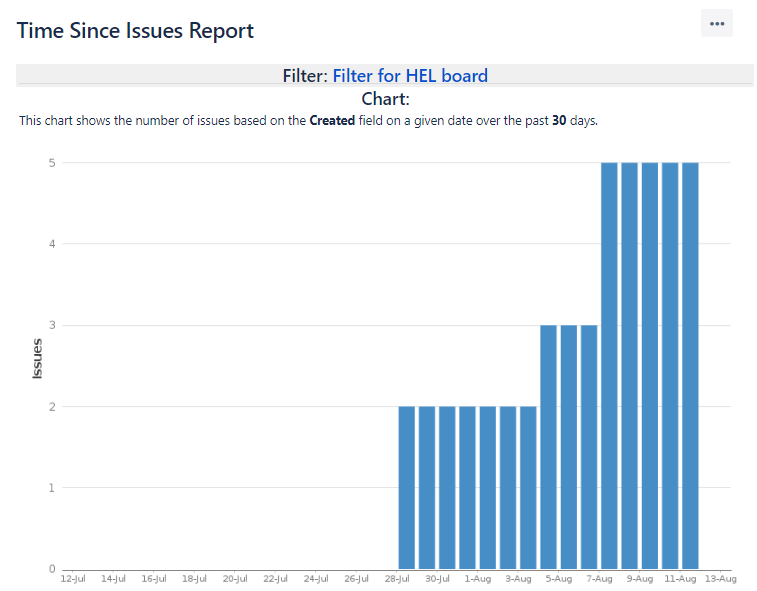 Time Since Issues Report
•••
Filter: Filter for HEL board
Chart:
This chart shows the number of issues based on the Created field on a given date over the past 30 days.
5
4
3
2
1
0
Issues
12-Jul 14-Jul 16-Jul 18-Jul 20-Jul 22-Jul 24-Jul 26-Jul 28-Jul 30-Jul 1-Aug 3-Aug 5-Aug 7-Aug 9-Aug 11-Aug 13-Aug